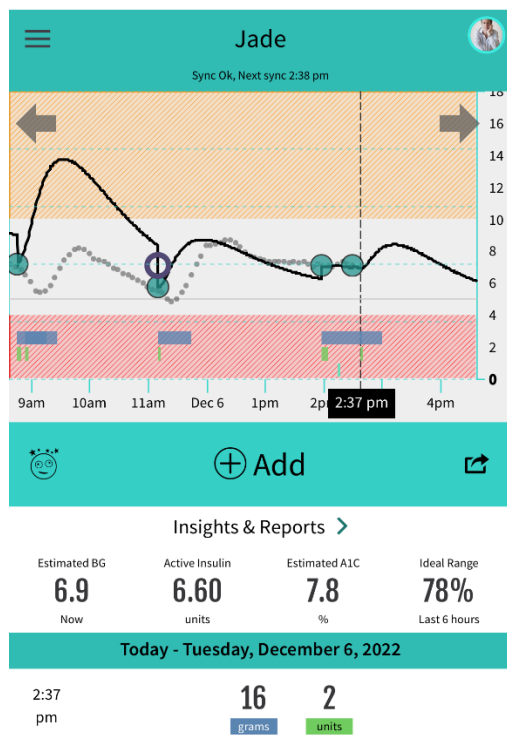 Jade
Sync Ok, Next sync 2:38 pm
18
16
14
12
10
8
6
4
2
0
9am 10am 11am Dec 6 1pm 2p 2:37 pm 4pm
Add
Insights & Reports
Estimated BG Active Insulin Estimated A1C Ideal Range
6.9 6.60 7.8 78%
Now units % Last 6 hours
Today - Tuesday, December 6, 2022
2:37 16 2
pm grams units